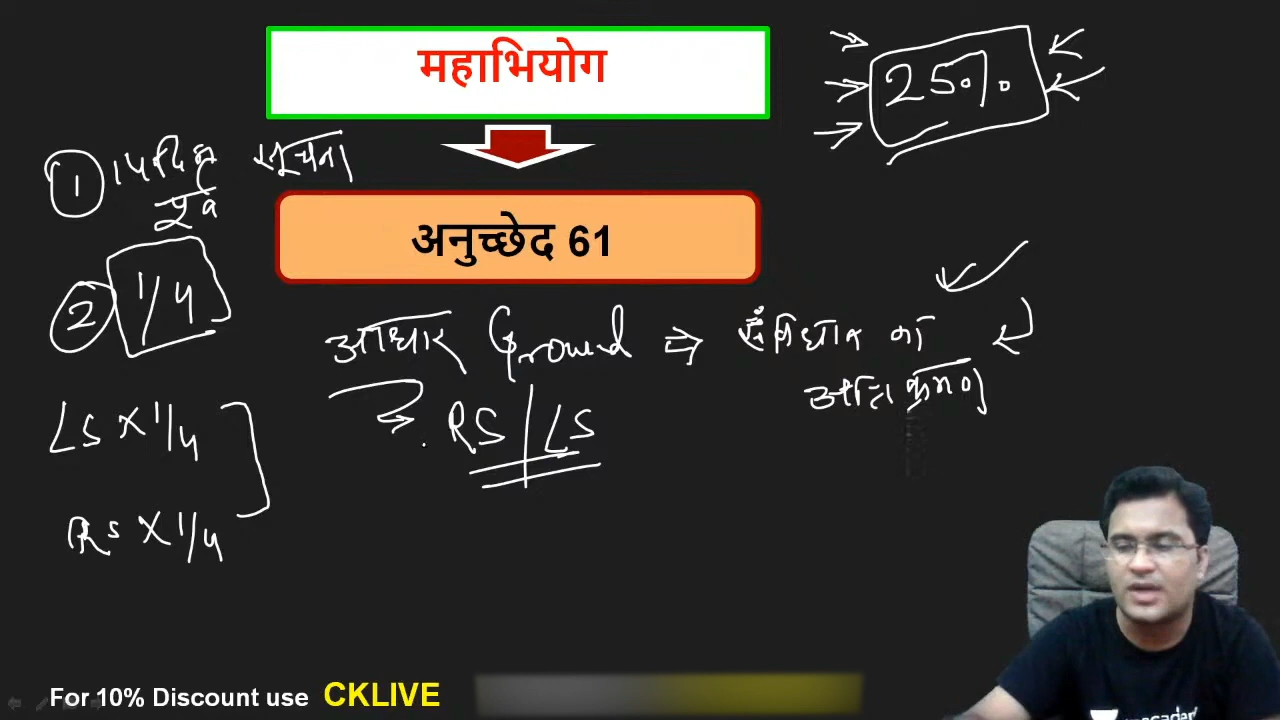 महाभियोग
25%
1 14 दिन सूचना
पूर्व
अनुच्छेद 61
2 1/4
आधार Ground ⇒ संविधान का
अतिक्रमण
RS | LS
LS X 1/4
RS X 1/4
For 10% Discount use CKLIVE